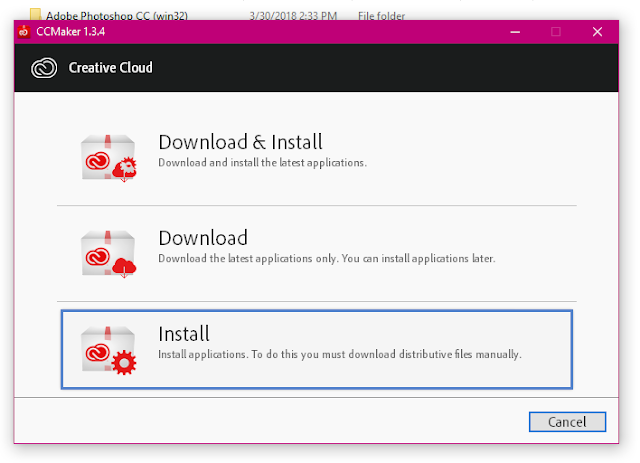 Adobe Photoshop CC (win32) 3/30/2018 2:33 PM File folder
CCMaker 1.3.4
Creative Cloud
Download & Install
Download and install the latest applications.
Download
Download the latest applications only. You can install applications later.
Install
Install applications. To do this you must download distributive files manually.
Cancel